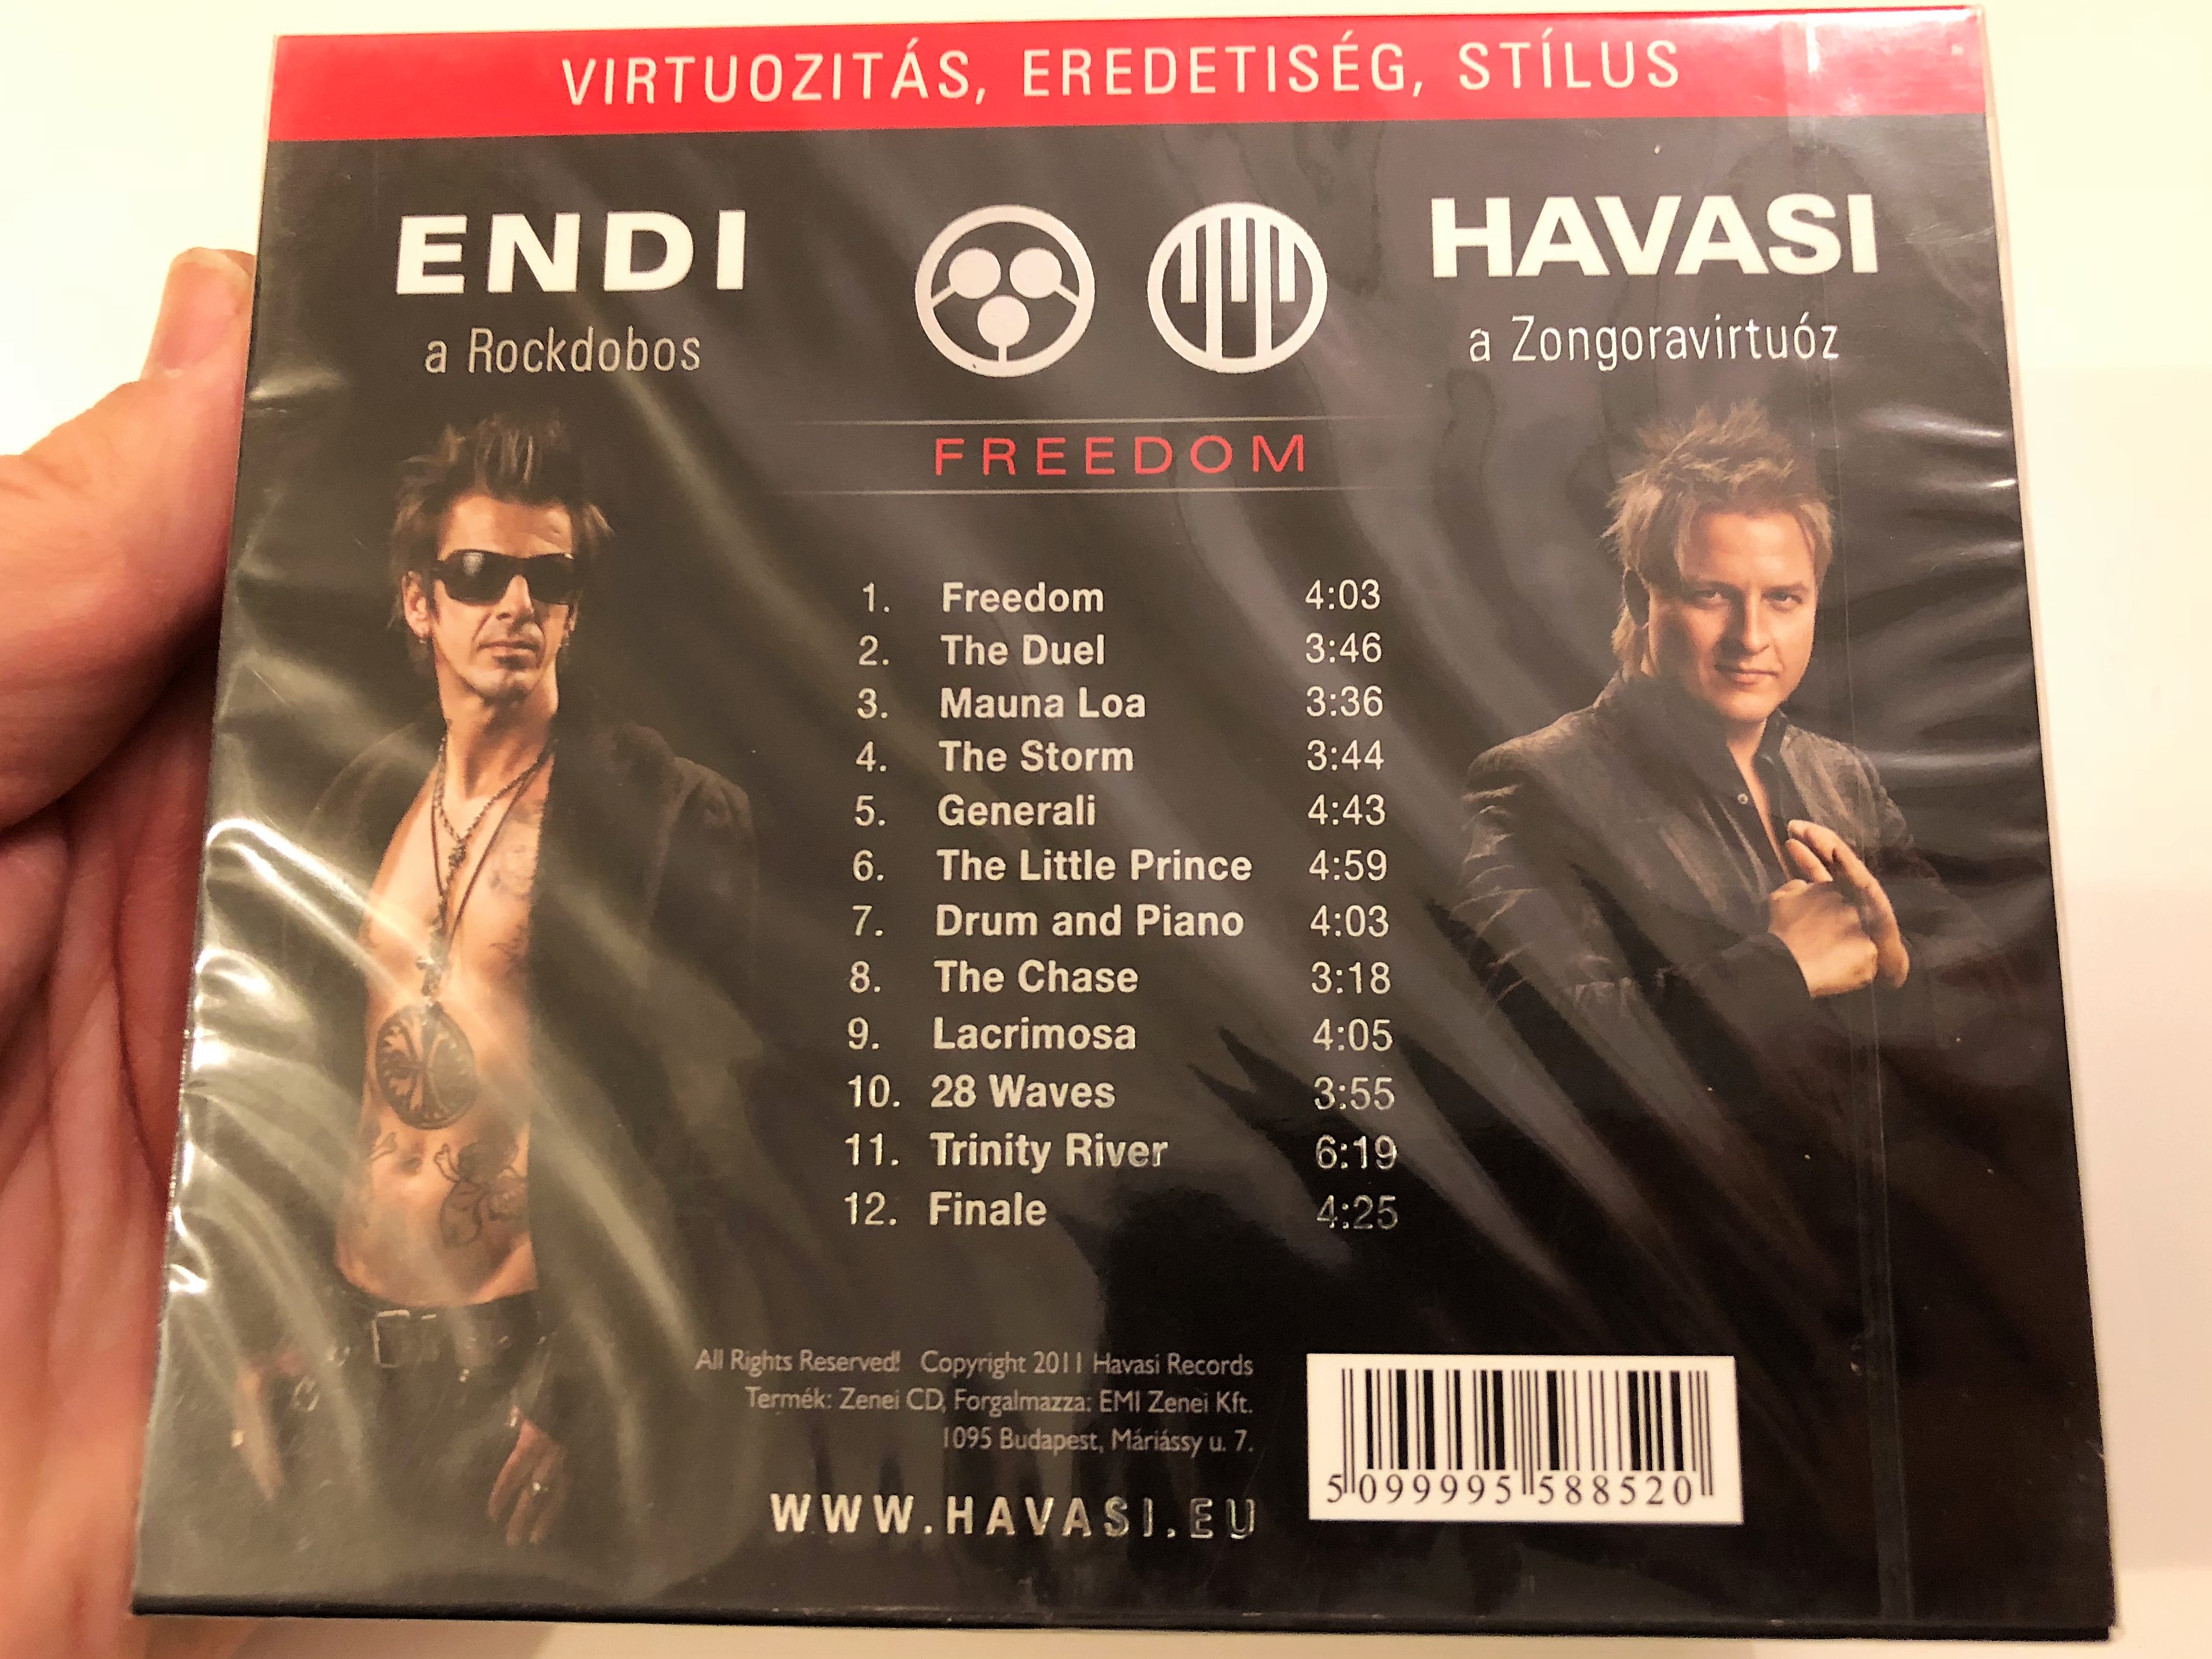 VIRTUOZITÁS, EREDETISÉG, STÍLUS
ENDI
a Rockdobos
HAVASI
a Zongoravirtuóz
FREEDOM
1. Freedom 4:03
2. The Duel 3:46
3. Mauna Loa 3:36
4. The Storm 3:44
5. Generali 4:43
6. The Little Prince 4:59
7. Drum and Piano 4:03
8. The Chase 3:18
9. Lacrimosa 4:05
10. 28 Waves 3:55
11. Trinity River 6:19
12. Finale 4:25
All Rights Reserved! Copyright 2011 Havasi Records
Termék: Zenei CD, Forgalmazza: EMI Zenei Kft.
1095 Budapest, Máriássy u. 7.
WWW.HAVASI.EU
5 099995 588520